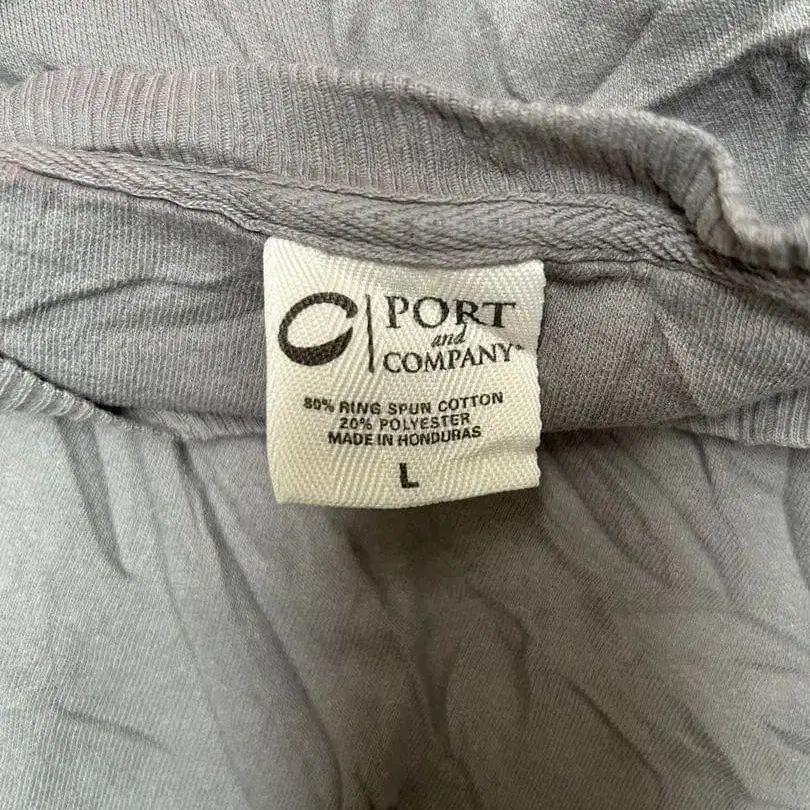 PORT
and
COMPANY
80% RING SPUN COTTON
20% POLYESTER
MADE IN HONDURAS
L